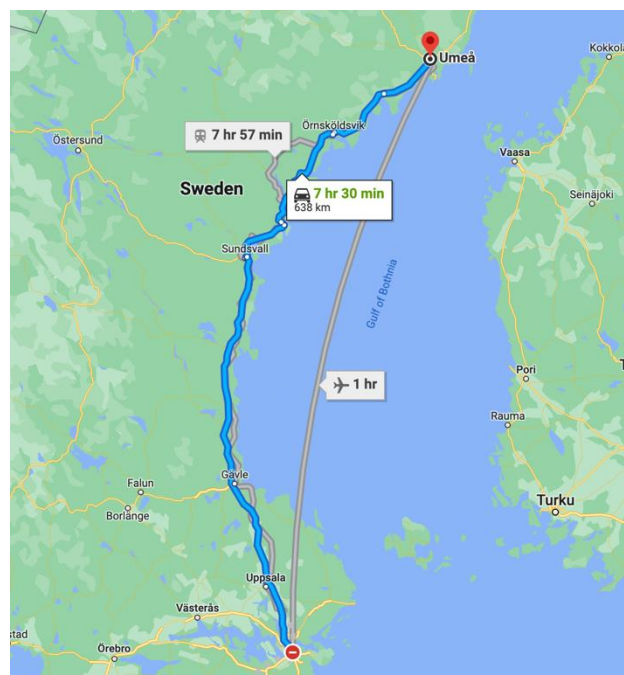 Umeå
Kokkola
Örnsköldsvik
7 hr 57 min
Östersund
Vaasa
Sweden
7 hr 30 min
638 km
Seinäjoki
Sundsvall
Gulf of Bothnia
Pori
1 hr
Rauma
Gävle
Falun
Turku
Borlänge
Uppsala
Västerås
stad
Örebro